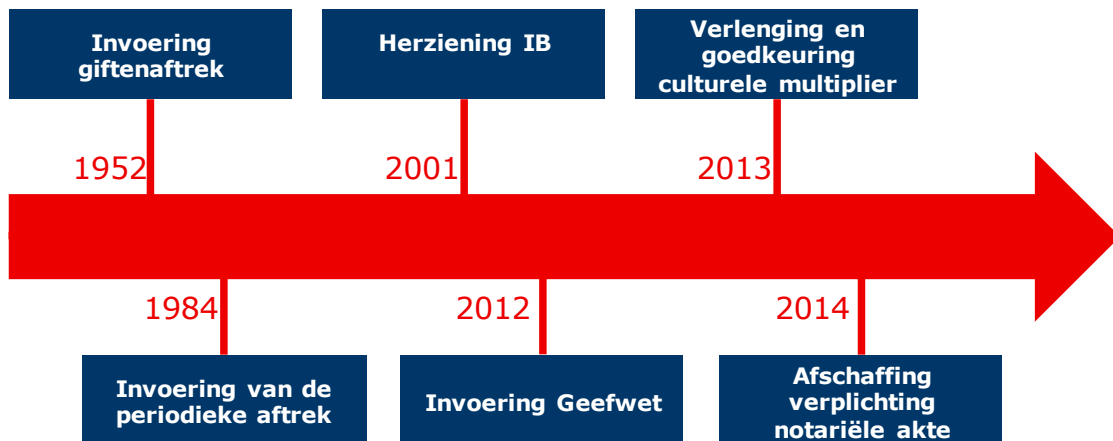 Invoering
giftenaftrek
Herziening IB
Verlenging en
goedkeuring
culturele multiplier
1952
2001
2013
1984
2012
2014
Invoering van de
periodieke aftrek
Invoering Geefwet
Afschaffing
verplichting
notariële akte